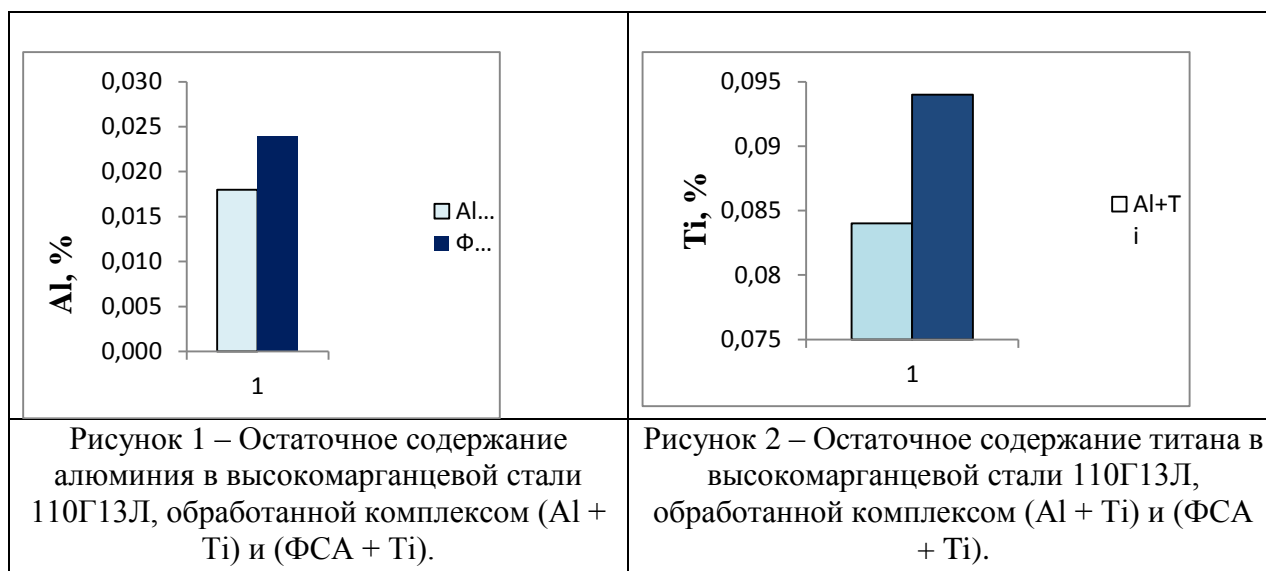 0,030
0,025
0,020
0,015
0,010
0,005
0,000
Al, %
1
Al...
Ф...
Рисунок 1 – Остаточное содержание
алюминия в высокомарганцевой стали
110Г13Л, обработанной комплексом (Al +
Ti) и (ФСА + Ti).
0,095
0,09
0,085
0,08
0,075
Ti, %
1
Al+T
i
Рисунок 2 – Остаточное содержание титана в
высокомарганцевой стали 110Г13Л,
обработанной комплексом (Al + Ti) и (ФСА
+ Ti).